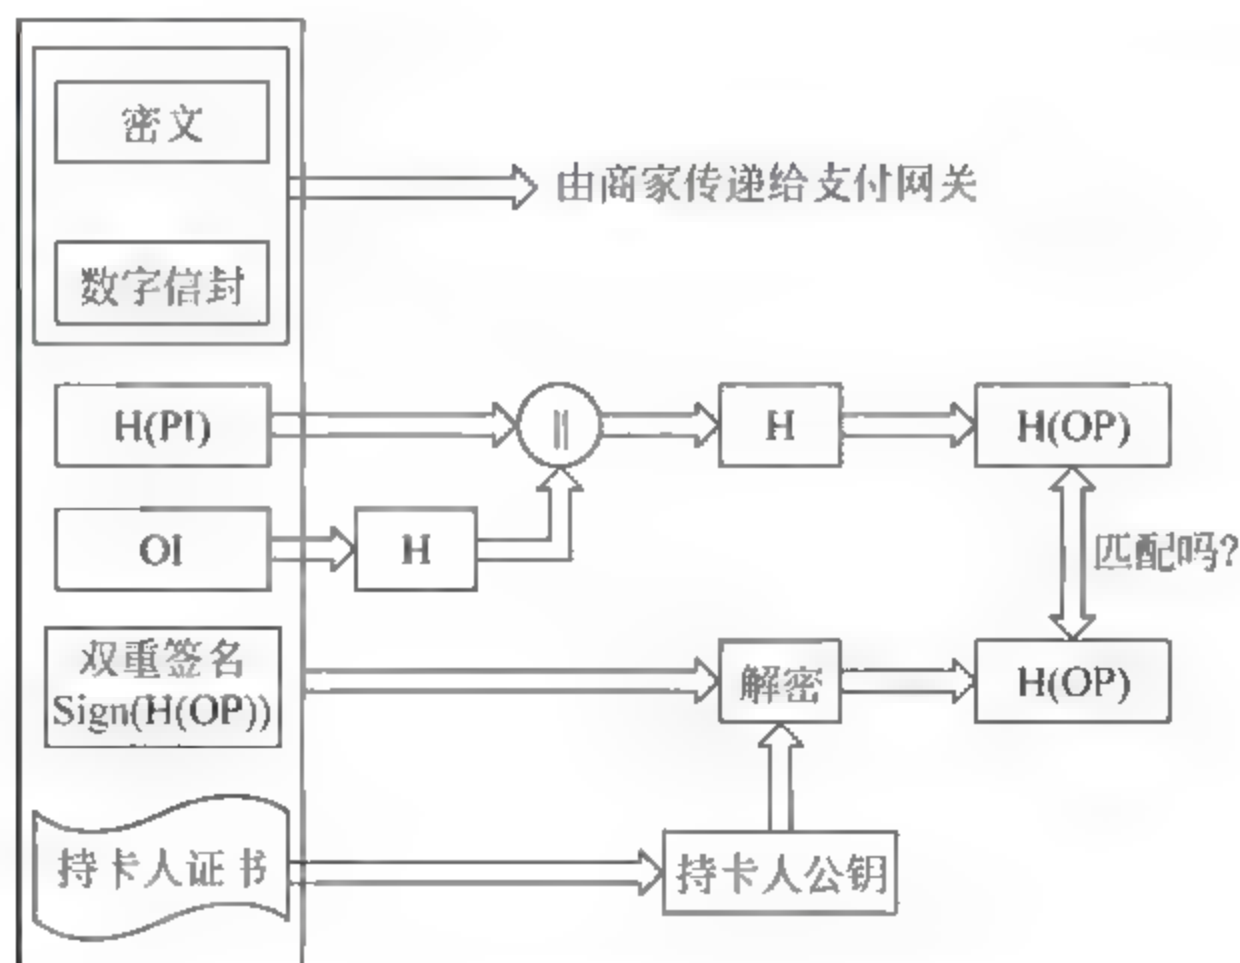 密文
由商家传递给支付网关
数字信封
H(PI)
||
H
H(OP)
OI
H
匹配吗?
双重签名
Sign(H(OP))
解密
H(OP)
持卡人证书
持卡人公钥